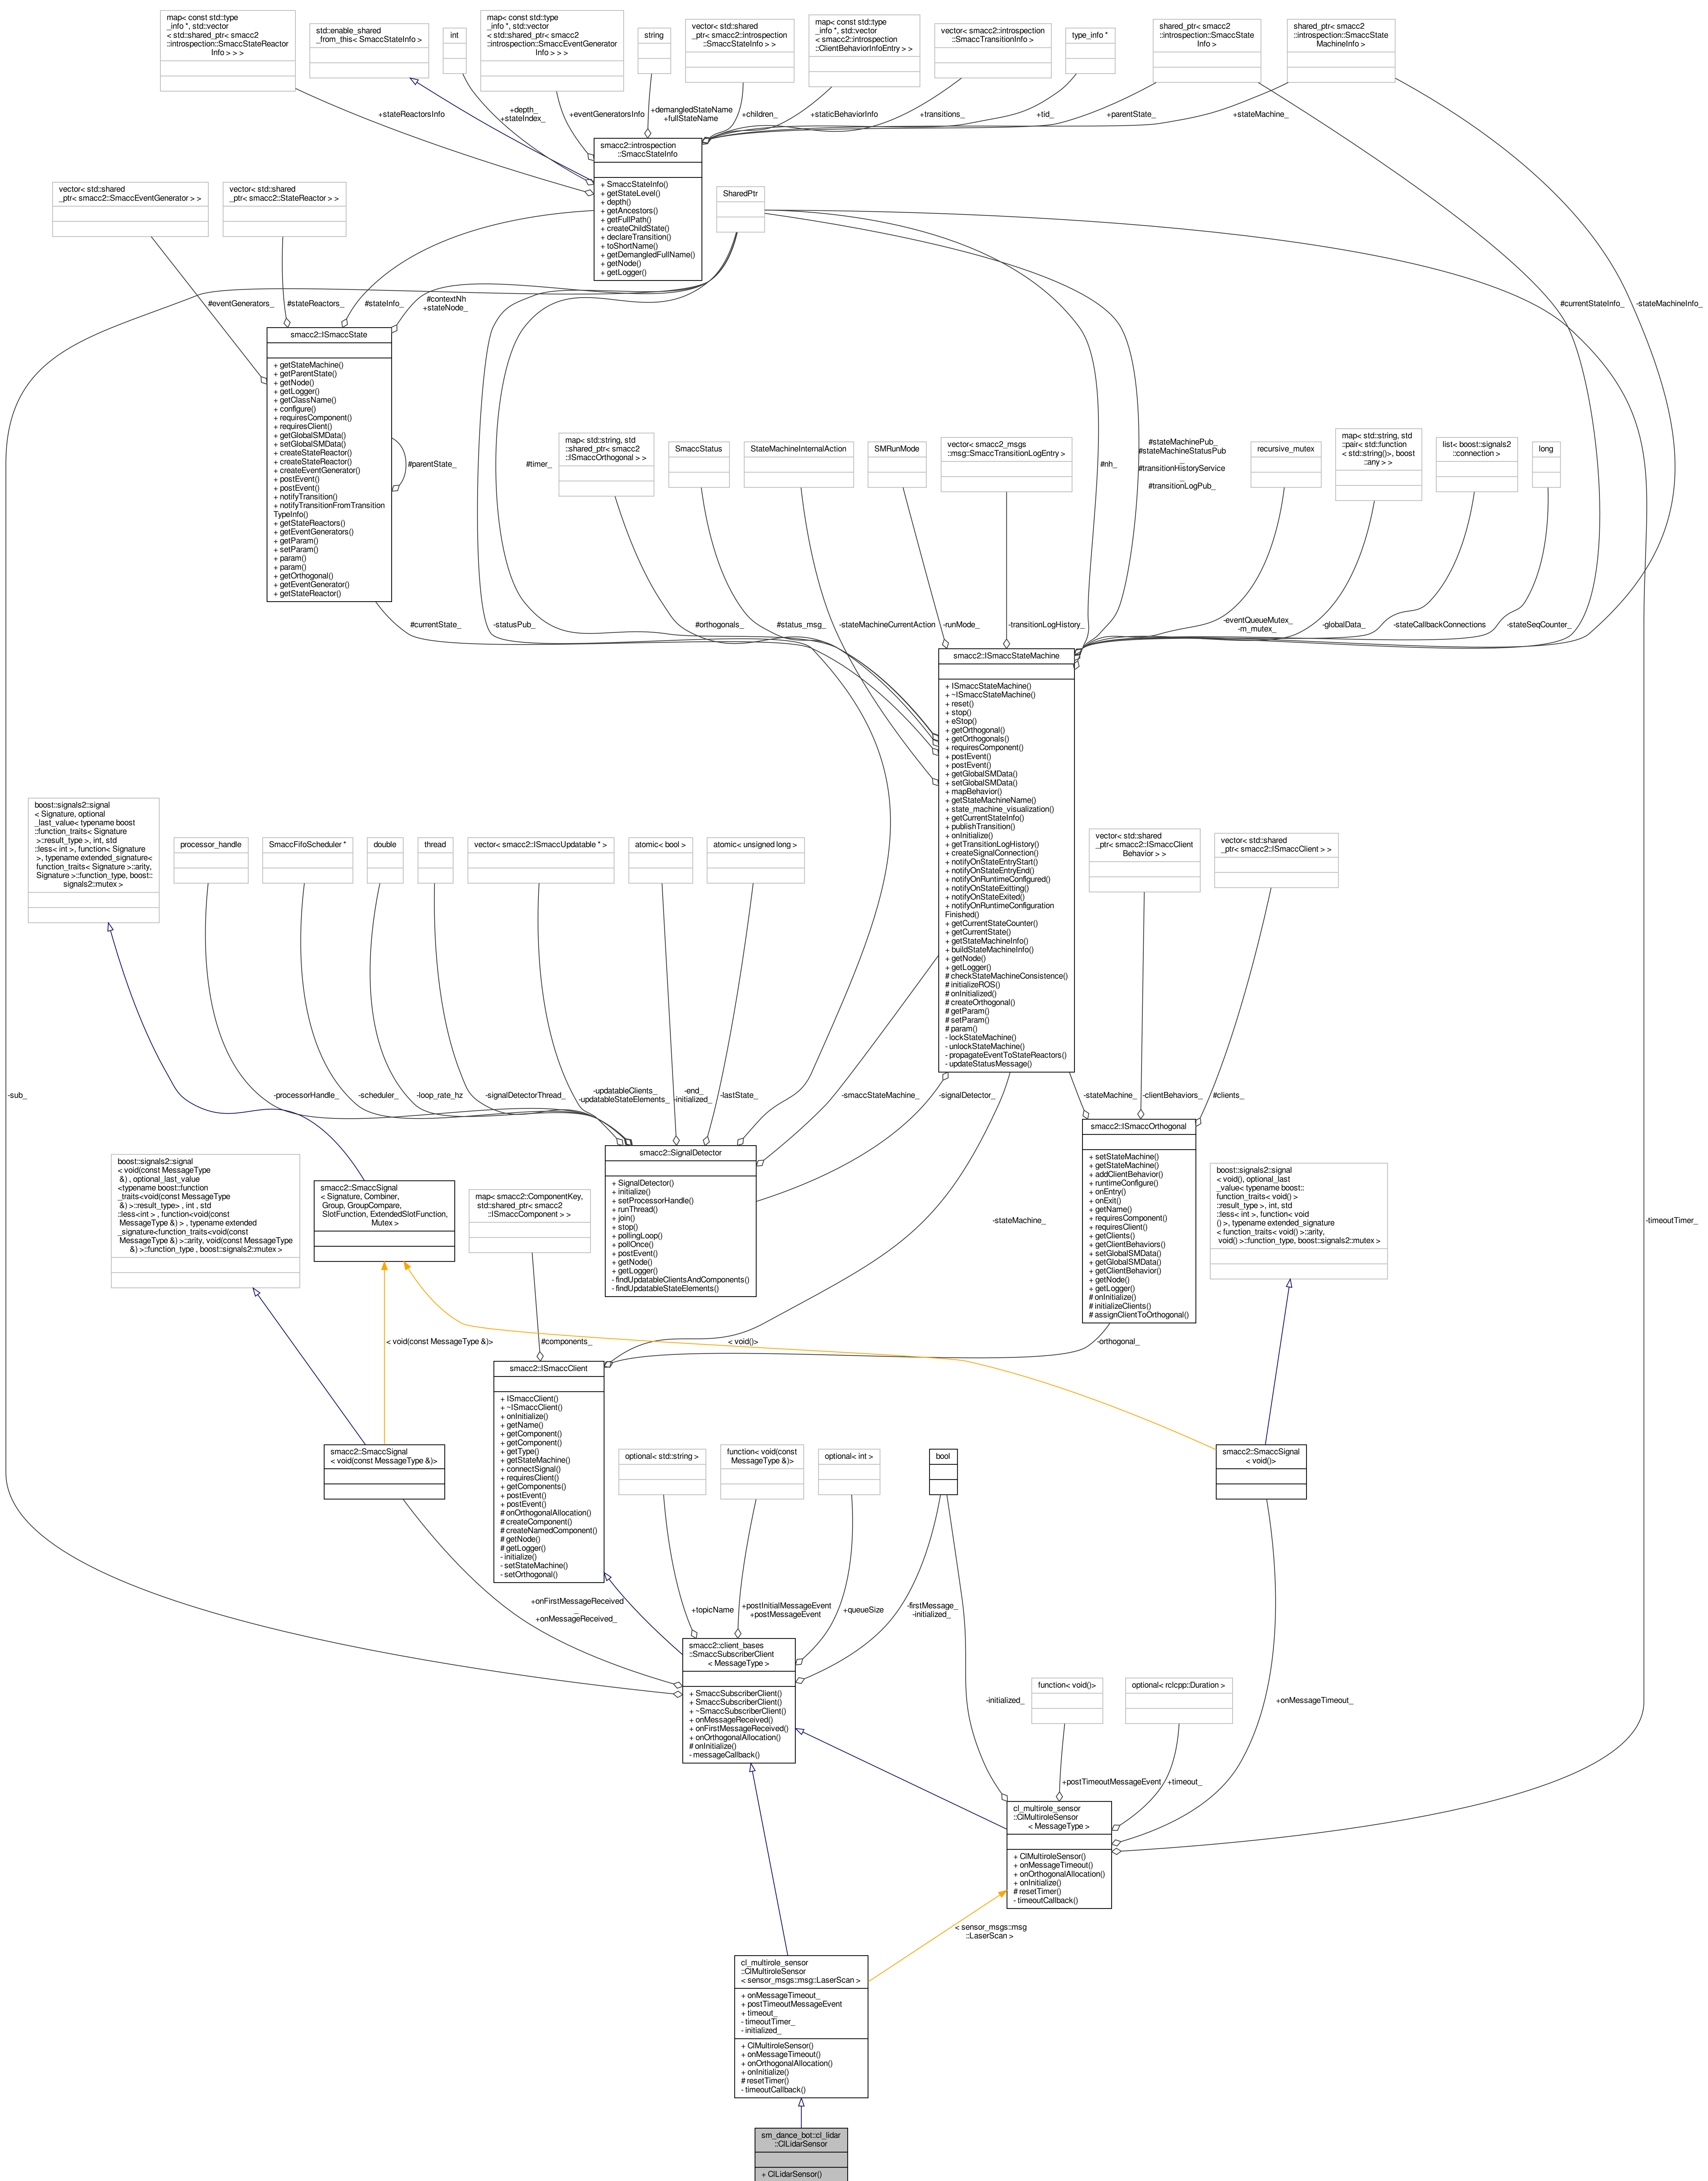 map< const std::type
_info *, std::vector
< std::shared_ptr< smacc2
::introspection::SmaccStateReactor
Info > > >
std::enable_shared
_from_this< SmaccStateInfo >
int
map< const std::type
_info *, std::vector
< std::shared_ptr< smacc2
::introspection::SmaccEventGenerator
Info > > >
string
vector< std::shared
_ptr< smacc2::introspection
::SmaccStateInfo > >
map< const std::type
_info *, std::vector
< smacc2::introspection
::ClientBehaviorInfoEntry > >
vector< smacc2::introspection
::SmaccTransitionInfo >
type_info *
shared_ptr< smacc2
::introspection::SmaccState
Info >
shared_ptr< smacc2
::introspection::SmaccState
MachineInfo >
+stateReactorsInfo
+depth_
+stateIndex_
+eventGeneratorsInfo
+demangledStateName
+fullStateName
+children_
+staticBehaviorInfo
+transitions_
+tid_
+parentState_
+stateMachine_
smacc2::introspection
::SmaccStateInfo
+ SmaccStateInfo()
+ getStateLevel()
+ depth()
+ getAncestors()
+ getFullPath()
+ createChildState()
+ declareTransition()
+ toShortName()
+ getDemangledFullName()
+ getNode()
+ getLogger()
vector< std::shared
_ptr< smacc2::SmaccEventGenerator > >
vector< std::shared
_ptr< smacc2::StateReactor > >
SharedPtr
#eventGenerators_
#stateReactors_
#stateInfo_
#contextNh
+stateNode_
#currentStateInfo_
-stateMachineInfo_
smacc2::ISmaccState
+ getStateMachine()
+ getParentState()
+ getNode()
+ getLogger()
+ getClassName()
+ configure()
+ requiresComponent()
+ requiresClient()
+ getGlobalSMData()
+ setGlobalSMData()
+ createStateReactor()
+ createStateReactor()
+ createEventGenerator()
+ postEvent()
+ postEvent()
+ notifyTransition()
+ notifyTransitionFromTransition
TypeInfo()
+ getStateReactors()
+ getEventGenerators()
+ getParam()
+ setParam()
+ param()
+ param()
+ getOrthogonal()
+ getEventGenerator()
+ getStateReactor()
#parentState_
#timer_
map< std::string, std
::shared_ptr< smacc2
::ISmaccOrthogonal > >
SmaccStatus
StateMachineInternalAction
SMRunMode
vector< smacc2_msgs
::msg::SmaccTransitionLogEntry >
#nh_
#stateMachinePub_
#stateMachineStatusPub
_
#transitionHistoryService
_
#transitionLogPub_
recursive_mutex
map< std::string, std
::pair< std::function
< std::string()>, boost
::any > >
list< boost::signals2
::connection >
long
#currentState_
-statusPub_
#orthogonals_
#status_msg_
-stateMachineCurrentAction
-runMode_
-transitionLogHistory_
-eventQueueMutex_
-m_mutex_
-globalData_
-stateCallbackConnections
-stateSeqCounter_
smacc2::ISmaccStateMachine
+ ISmaccStateMachine()
+ ~ISmaccStateMachine()
+ reset()
+ stop()
+ eStop()
+ getOrthogonal()
+ getOrthogonals()
+ requiresComponent()
+ postEvent()
+ postEvent()
+ getGlobalSMData()
+ setGlobalSMData()
+ mapBehavior()
+ getStateMachineName()
+ state_machine_visualization()
+ getCurrentStateInfo()
+ publishTransition()
+ onInitialize()
+ getTransitionLogHistory()
+ createSignalConnection()
+ notifyOnStateEntryStart()
+ notifyOnStateEntryEnd()
+ notifyOnRuntimeConfigured()
+ notifyOnStateExitting()
+ notifyOnStateExited()
+ notifyOnRuntimeConfiguration
Finished()
+ getCurrentStateCounter()
+ getCurrentState()
+ getStateMachineInfo()
+ buildStateMachineInfo()
+ getNode()
+ getLogger()
# checkStateMachineConsistence()
# initializeROS()
# onInitialized()
# createOrthogonal()
# getParam()
# setParam()
# param()
- lockStateMachine()
- unlockStateMachine()
- propagateEventToStateReactors()
- updateStatusMessage()
boost::signals2::signal
< Signature, optional
_last_value< typename boost
::function_traits< Signature
>::result_type >, int, std
::less< int >, function< Signature
>, typename extended_signature<
function_traits< Signature >::arity,
Signature >::function_type, boost::
signals2::mutex >
processor_handle
SmaccFifoScheduler *
double
thread
vector< smacc2::ISmaccUpdatable * >
atomic< bool >
atomic< unsigned long >
vector< std::shared
_ptr< smacc2::ISmaccClient
Behavior > >
vector< std::shared
_ptr< smacc2::ISmaccClient > >
-sub_
-processorHandle_
-scheduler_
-loop_rate_hz
-signalDetectorThread_
-updatableClients_
-updatableStateElements_
-end_
-initialized_
-lastState_
-smaccStateMachine_
-signalDetector_
-stateMachine_
-clientBehaviors_
#clients_
smacc2::SignalDetector
+ SignalDetector()
+ initialize()
+ setProcessorHandle()
+ runThread()
+ join()
+ stop()
+ pollingLoop()
+ pollOnce()
+ postEvent()
+ getNode()
+ getLogger()
- findUpdatableClientsAndComponents()
- findUpdatableStateElements()
smacc2::ISmaccOrthogonal
+ setStateMachine()
+ getStateMachine()
+ addClientBehavior()
+ runtimeConfigure()
+ onEntry()
+ onExit()
+ getName()
+ requiresComponent()
+ requiresClient()
+ getClients()
+ getClientBehaviors()
+ setGlobalSMData()
+ getGlobalSMData()
+ getClientBehavior()
+ getNode()
+ getLogger()
# onInitialize()
# initializeClients()
# assignClientToOrthogonal()
boost::signals2::signal
< void(const MessageType
&) , optional_last_value
<typename boost::function
_traits<void(const MessageType
&) >::result_type> , int , std
::less<int > , function<void(const
MessageType &) > , typename extended
_signature<function_traits<void(const
MessageType &) >::arity, void(const MessageType
&) >::function_type , boost::signals2::mutex >
smacc2::SmaccSignal
< Signature, Combiner,
Group, GroupCompare,
SlotFunction, ExtendedSlotFunction,
Mutex >
map< smacc2::ComponentKey,
std::shared_ptr< smacc2
::ISmaccComponent > >
boost::signals2::signal
< void(), optional_last
_value< typename boost::
function_traits< void() >
::result_type >, int, std
::less< int >, function< void
() >, typename extended_signature
< function_traits< void() >::arity,
void() >::function_type, boost::signals2::mutex >
-stateMachine_
-timeoutTimer_
< void(const MessageType &)>
#components_
< void()>
-orthogonal_
smacc2::ISmaccClient
+ ISmaccClient()
+ ~ISmaccClient()
+ onInitialize()
+ getName()
+ getComponent()
+ getComponent()
+ getType()
+ getStateMachine()
+ connectSignal()
+ requiresClient()
+ getComponents()
+ postEvent()
+ postEvent()
# onOrthogonalAllocation()
# createComponent()
# createNamedComponent()
# getNode()
# getLogger()
- initialize()
- setStateMachine()
- setOrthogonal()
smacc2::SmaccSignal
< void(const MessageType &)>
optional< std::string >
function< void(const
MessageType &)>
optional< int >
bool
smacc2::SmaccSignal
< void()>
+onFirstMessageReceived
_
+onMessageReceived_
+topicName
+postInitialMessageEvent
+postMessageEvent
+queueSize
-firstMessage_
-initialized_
smacc2::client_bases
::SmaccSubscriberClient
< MessageType >
+ SmaccSubscriberClient()
+ SmaccSubscriberClient()
+ ~SmaccSubscriberClient()
+ onMessageReceived()
+ onFirstMessageReceived()
+ onOrthogonalAllocation()
# onInitialize()
- messageCallback()
function< void()>
optional< rclcpp::Duration >
-initialized_
+onMessageTimeout_
+postTimeoutMessageEvent
+timeout_
cl_multirole_sensor
::ClMultiroleSensor
< MessageType >
+ ClMultiroleSensor()
+ onMessageTimeout()
+ onOrthogonalAllocation()
+ onInitialize()
# resetTimer()
- timeoutCallback()
< sensor_msgs::msg
::LaserScan >
cl_multirole_sensor
::ClMultiroleSensor
< sensor_msgs::msg::LaserScan >
+ onMessageTimeout_
+ postTimeoutMessageEvent
+ timeout_
- timeoutTimer_
- initialized_
+ ClMultiroleSensor()
+ onMessageTimeout()
+ onOrthogonalAllocation()
+ onInitialize()
# resetTimer()
- timeoutCallback()
sm_dance_bot::cl_lidar
::ClLidarSensor
+ ClLidarSensor()